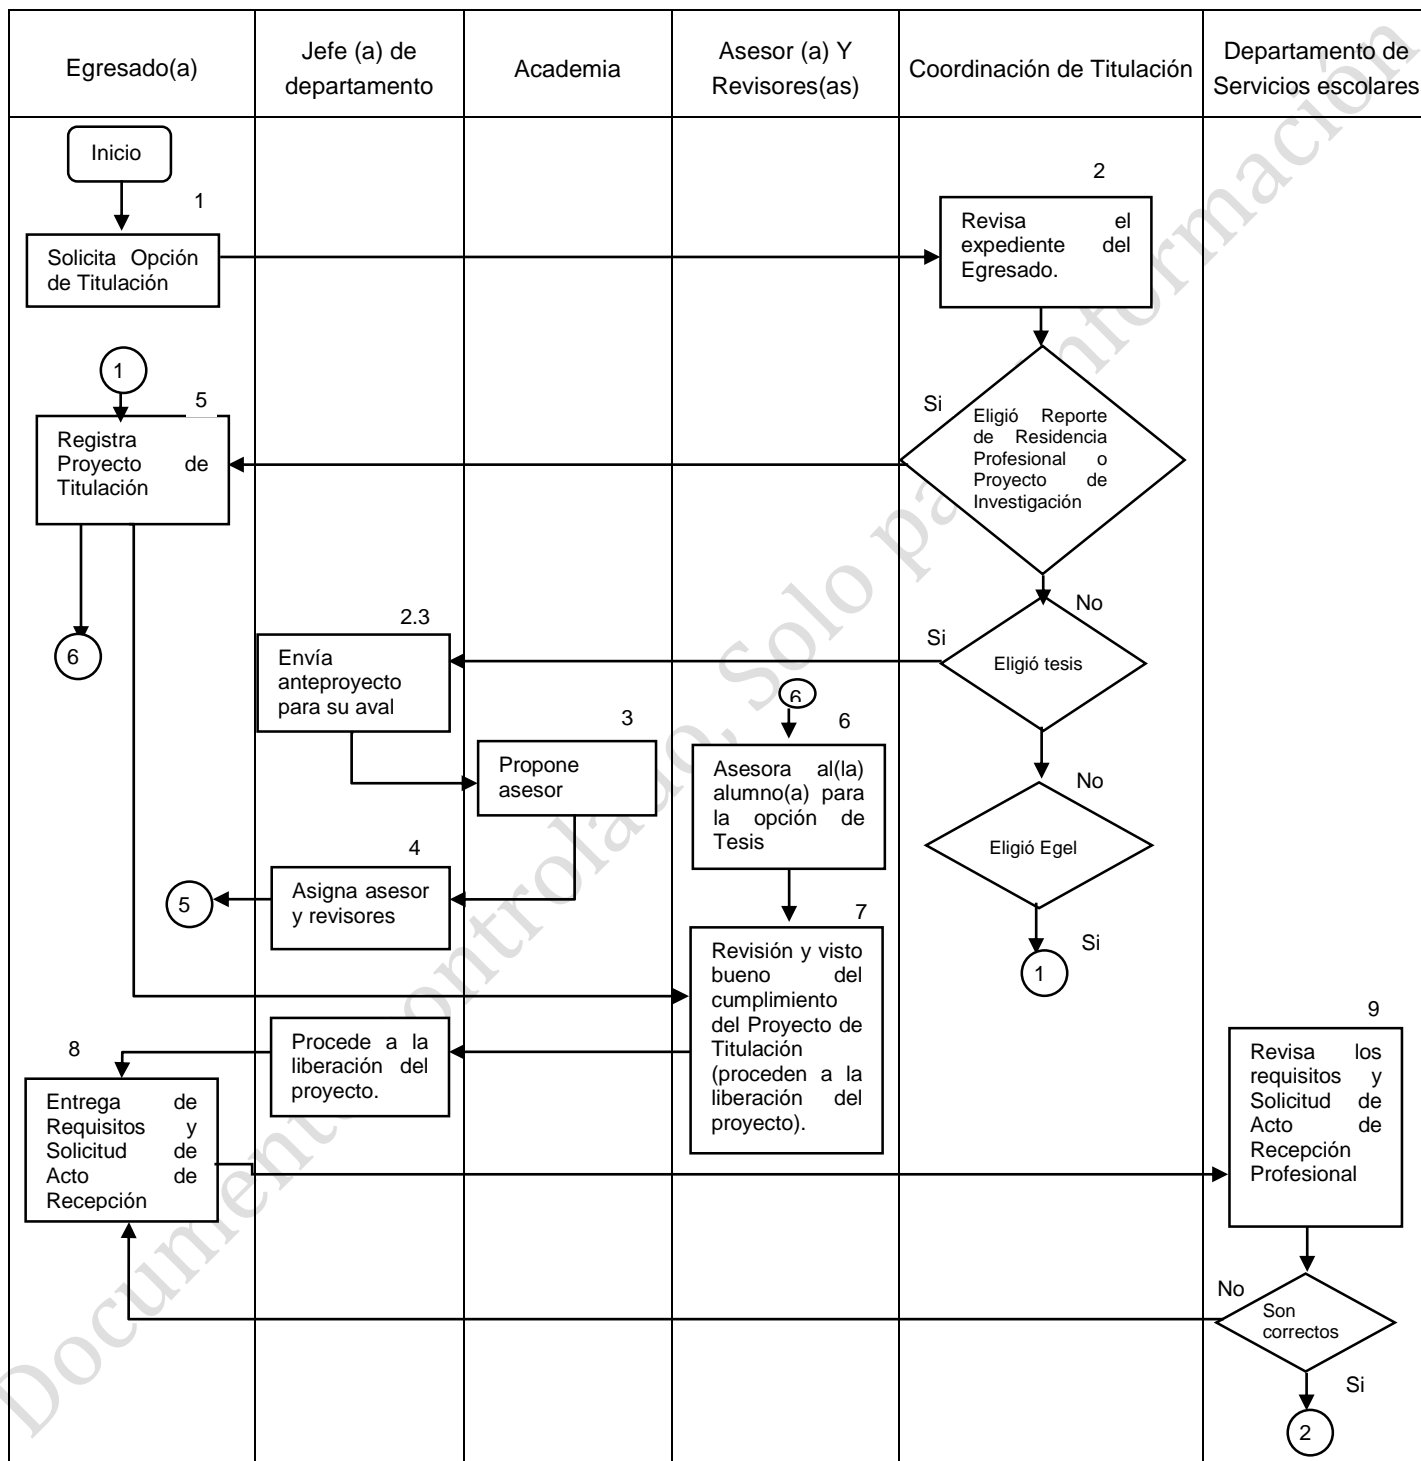 Egresado(a)
Jefe (a) de
departamento
Academia
Asesor (a) Y
Revisores(as)
Coordinación de Titulación
Departamento de
Servicios escolares
Inicio
1
Solicita Opción
de Titulación
2
Revisa el
expediente del
Egresado.
1
5
Registra
Proyecto de
Titulación
Si
Eligió Reporte
de Residencia
Profesional o
Proyecto de
Investigación
No
6
2.3
Envía
anteproyecto
para su aval
Si
Eligió tesis
3
Propone
asesor
6
6
Asesora al(la)
alumno(a) para
la opción de
Tesis
No
Eligió Egel
Si
1
4
Asigna asesor
y revisores
5
7
Revisión y visto
bueno del
cumplimiento
del Proyecto de
Titulación
(proceden a la
liberación del
proyecto).
Procede a la
liberación del
proyecto.
8
Entrega de
Requisitos y
Solicitud de
Acto de
Recepción
9
Revisa los
requisitos y
Solicitud de
Acto de
Recepción
Profesional
No
Son
correctos
Si
2
Documento Controlado, Solo para Información